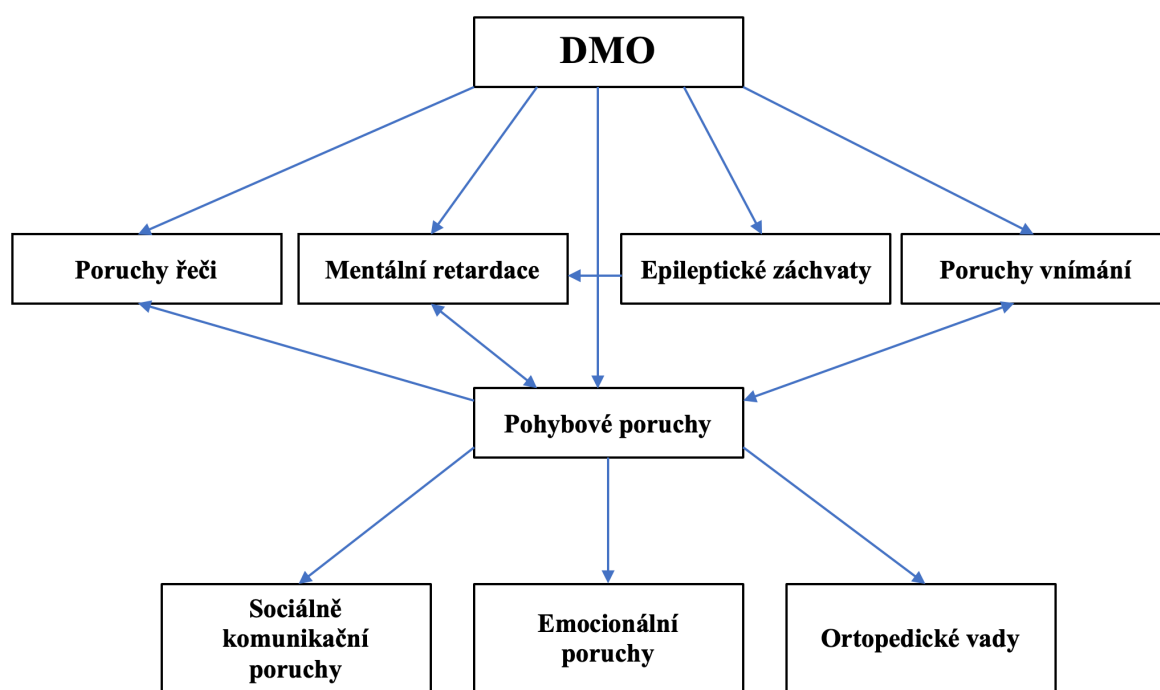 DMO
Poruchy řeči
Mentální retardace
Epileptické záchvaty
Poruchy vnímání
Pohybové poruchy
Sociálně
komunikační
poruchy
Emocionální
poruchy
Ortopedické vady